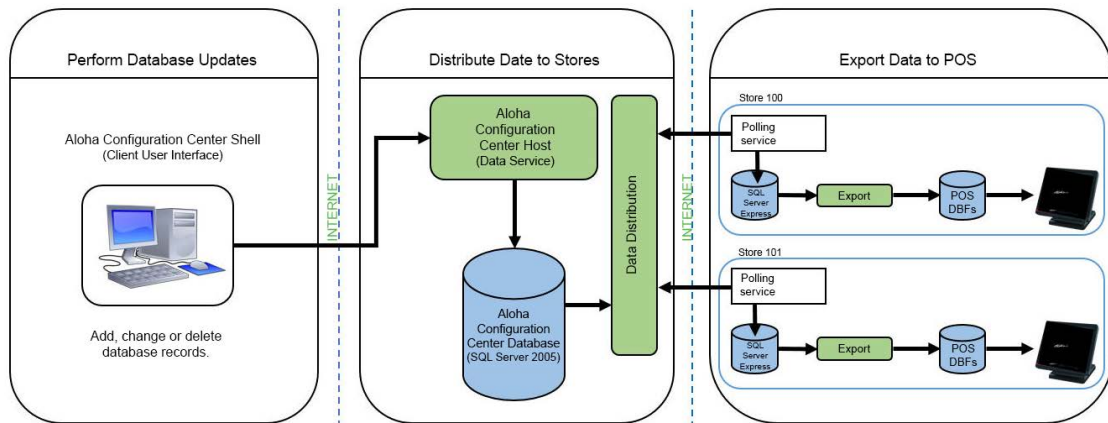 Perform Database Updates
Aloha Configuration Center Shell
(Client User Interface)
Add, change or delete
database records.
INTERNET
Distribute Date to Stores
Aloha
Configuration
Center Host
(Data Service)
Aloha
Configuration
Center Database
(SQL Server 2005)
Data Distribution
INTERNET
Export Data to POS
Store 100
Polling
service
SQL
Server
Express
Export
POS
DBFs
Store 101
Polling
service
SQL
Server
Express
Export
POS
DBFs